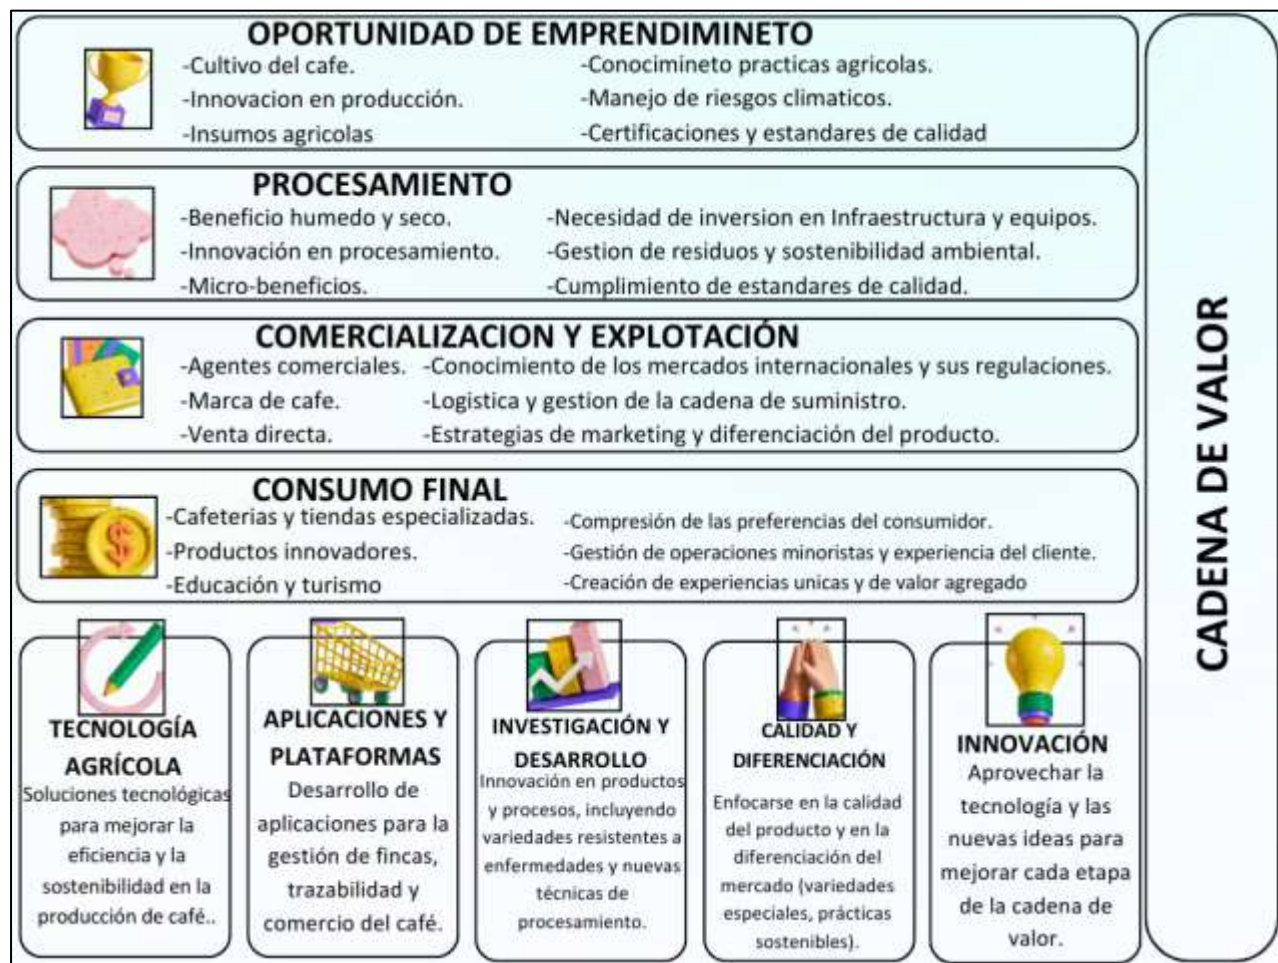 OPORTUNIDAD DE EMPRENDIMINETO
-Cultivo del cafe.
-Innovacion en producción.
-Insumos agricolas
-Conocimineto practicas agricolas.
-Manejo de riesgos climaticos.
-Certificaciones y estandares de calidad
PROCESAMIENTO
-Beneficio humedo y seco.
-Innovación en procesamiento.
-Micro-beneficios.
-Necesidad de inversion en Infraestructura y equipos.
-Gestion de residuos y sostenibilidad ambiental.
-Cumplimiento de estandares de calidad.
COMERCIALIZACION Y EXPLOTACIÓN
-Agentes comerciales.
-Marca de cafe.
-Venta directa.
-Conocimiento de los mercados internacionales y sus regulaciones.
-Logistica y gestion de la cadena de suministro.
-Estrategias de marketing y diferenciación del producto.
CONSUMO FINAL
-Cafeterias y tiendas especializadas.
-Productos innovadores.
-Educación y turismo
-Compresión de las preferencias del consumidor.
-Gestión de operaciones minoristas y experiencia del cliente.
-Creación de experiencias unicas y de valor agregado
TECNOLOGÍA
AGRÍCOLA
Soluciones tecnológicas
para mejorar la
eficiencia y la
sostenibilidad en la
producción de café..
APLICACIONES Y
PLATAFORMAS
Desarrollo de
aplicaciones para la
gestión de fincas,
trazabilidad y
comercio del café.
INVESTIGACIÓN Y
DESARROLLO
Innovación en productos
y procesos, incluyendo
variedades resistentes a
enfermedades y nuevas
técnicas de
procesamiento.
CALIDAD Y
DIFERENCIACIÓN
Enfocarse en la calidad
del producto y en la
diferenciación del
mercado (variedades
especiales, prácticas
sostenibles).
INNOVACIÓN
Aprovechar la
tecnología y las
nuevas ideas para
mejorar cada etapa
de la cadena de
valor.
CADENA DE VALOR